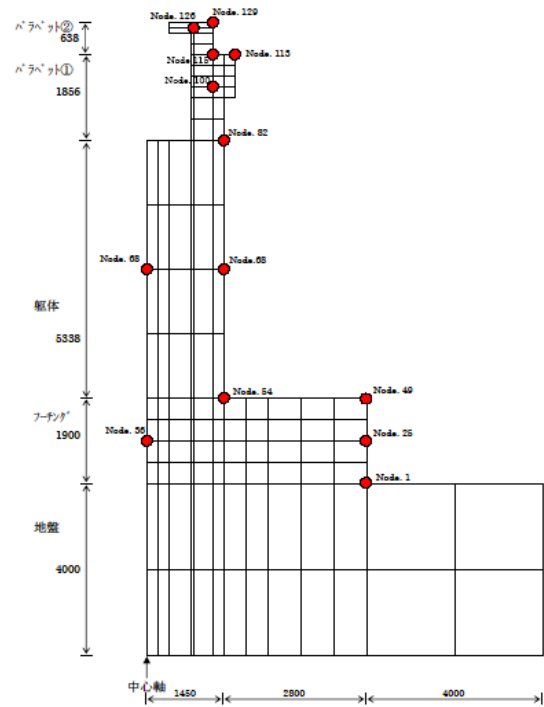 Node.126
Node.129
ﾊﾟﾗﾍﾟｯﾄ②
638
Node.115
Node.113
ﾊﾟﾗﾍﾟｯﾄ①
Node.100
1856
Node.82
Node.68
Node.68
躯体
5338
Node.54
Node.49
ﾌｰﾁﾝｸﾞ
Node.36
Node.25
1900
Node.1
地盤
4000
中心軸
1450
2800
4000